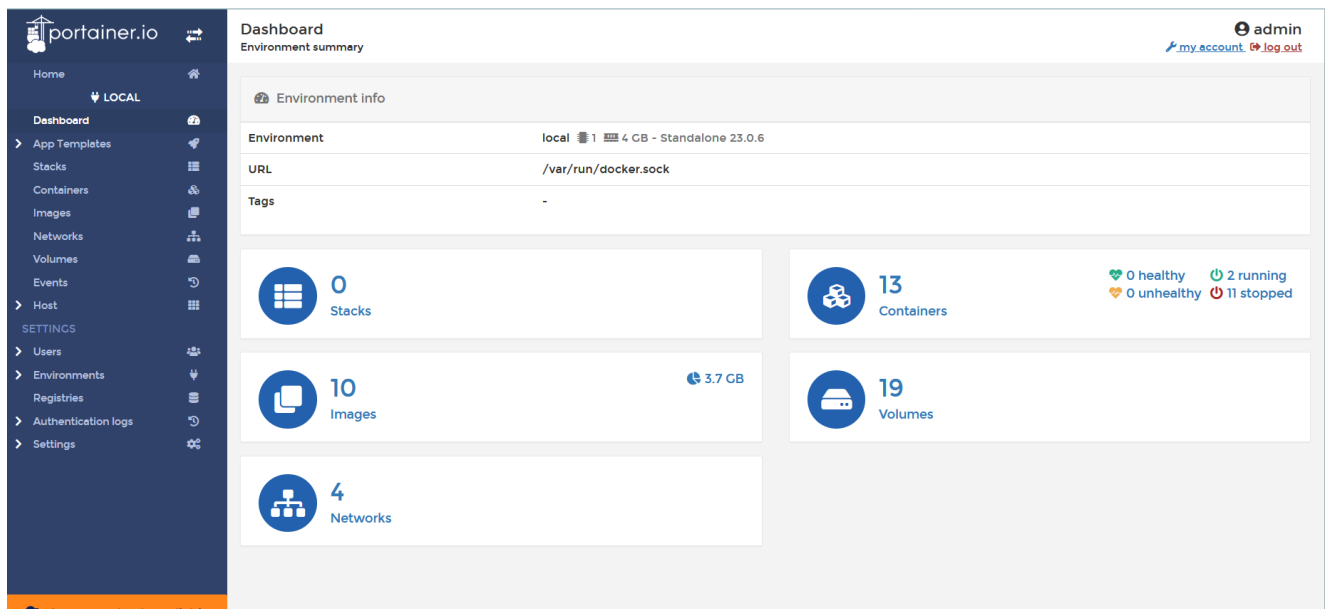 portainer.io
Home
LOCAL
Dashboard
App Templates
Stacks
Containers
Images
Networks
Volumes
Events
Host
SETTINGS
Users
Environments
Registries
Authentication logs
Settings
Dashboard
Environment summary
admin
my account log out
Environment info
Environment local 1 4 GB - Standalone 23.0.6
URL /var/run/docker.sock
Tags -
0
Stacks
13
Containers
0 healthy 2 running
0 unhealthy 11 stopped
10
Images
3.7 GB
19
Volumes
4
Networks